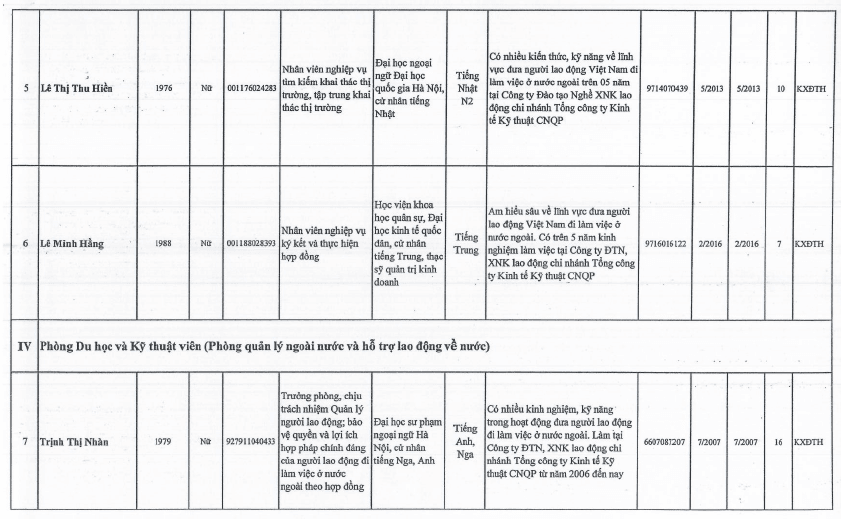 5
Lê Thị Thu Hiền
1976
Nữ
001176024283
Nhân viên nghiệp vụ
tìm kiếm khai thác thị
trường, tập trung khai
thác thị trường
Đại học ngoại
ngữ Đại học
quốc gia Hà Nội,
cử nhân tiếng
Nhật
Tiếng
Nhật
N2
Có nhiều kiến thức, kỹ năng về lĩnh
vực đưa người lao động Việt Nam đi
làm việc ở nước ngoài trên 05 năm
tại Công ty Đào tạo Nghề XNK lao
động chi nhánh Tổng công ty Kinh
tế Kỹ thuật CNQP
9714070439
5/2013
5/2013
10
KXĐTH
6
Lê Minh Hằng
1988
Nữ
001188028393
Nhân viên nghiệp vụ
ký kết và thực hiện
hợp đồng
Học viện khoa
học quân sự, Đại
học kinh tế quốc
dân, cử nhân
tiếng Trung, thạc
sỹ quản trị kinh
doanh
Tiếng
Trung
Am hiểu sâu về lĩnh vực đưa người
lao động Việt Nam đi làm việc ở
nước ngoài. Có trên 5 năm kinh
nghiệm làm việc tại Công ty ĐTN,
XNK lao động chi nhánh Tổng công
ty Kinh tế Kỹ thuật CNQP
9716016122
2/2016
2/2016
7
KXĐTH
IV
Phòng Du học và Kỹ thuật viên (Phòng quản lý ngoài nước và hỗ trợ lao động về nước)
7
Trịnh Thị Nhàn
1979
Nữ
927911040433
Trưởng phòng, chịu
trách nhiệm Quản lý
người lao động; bảo
vệ quyền và lợi ích
hợp pháp chính đáng
của người lao động đi
làm việc ở nước
ngoài theo hợp đồng
Đại học sư phạm
ngoại ngữ Hà
Nội, cử nhân
tiếng Nga, Anh
Tiếng
Anh,
Nga
Có nhiều kinh nghiệm, kỹ năng
trong hoạt động đưa người lao động
đi làm việc ở nước ngoài. Làm tại
Công ty ĐTN, XNK lao động chi
nhánh Tổng công ty Kinh tế Kỹ
thuật CNQP từ năm 2006 đến nay
6607087207
7/2007
7/2007
16
KXĐTH